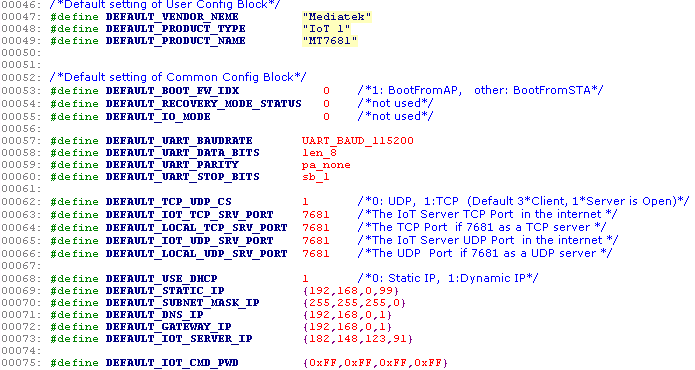 00046: /*Default setting of User Config Block*/
00047: #define DEFAULT_VENDOR_NEME "Mediatek"
00048: #define DEFAULT_PRODUCT_TYPE "IoT 1"
00049: #define DEFAULT_PRODUCT_NAME "MT7681"
00050:
00051:
00052: /*Default setting of Common Config Block*/
00053: #define DEFAULT_BOOT_FW_IDX 0 /*1: BootFromAP, other: BootFromSTA*/
00054: #define DEFAULT_RECOVERY_MODE_STATUS 0 /*not used*/
00055: #define DEFAULT_IO_MODE 0 /*not used*/
00056:
00057: #define DEFAULT_UART_BAUDRATE UART_BAUD_115200
00058: #define DEFAULT_UART_DATA_BITS len_8
00059: #define DEFAULT_UART_PARITY pa_none
00060: #define DEFAULT_UART_STOP_BITS sb_1
00061:
00062: #define DEFAULT_TCP_UDP_CS 1 /*0: UDP, 1:TCP (Default 3*Client, 1*Server is Open)*/
00063: #define DEFAULT_IOT_TCP_SRV_PORT 7681 /*The IoT Server TCP Port in the internet */
00064: #define DEFAULT_LOCAL_TCP_SRV_PORT 7681 /*The TCP Port if 7681 as a TCP server */
00065: #define DEFAULT_IOT_UDP_SRV_PORT 7681 /*The IoT Server UDP Port in the internet */
00066: #define DEFAULT_LOCAL_UDP_SRV_PORT 7681 /*The UDP Port if 7681 as a UDP server */
00067:
00068: #define DEFAULT_USE_DHCP 1 /*0: Static IP, 1:Dynamic IP*/
00069: #define DEFAULT_STATIC_IP {192,168,0,99}
00070: #define DEFAULT_SUBNET_MASK_IP {255,255,255,0}
00071: #define DEFAULT_DNS_IP {192,168,0,1}
00072: #define DEFAULT_GATEWAY_IP {192,168,0,1}
00073: #define DEFAULT_IOT_SERVER_IP {182,148,123,91}
00074:
00075: #define DEFAULT_IOT_CMD_PWD {0xFF,0xFF,0xFF,0xFF}